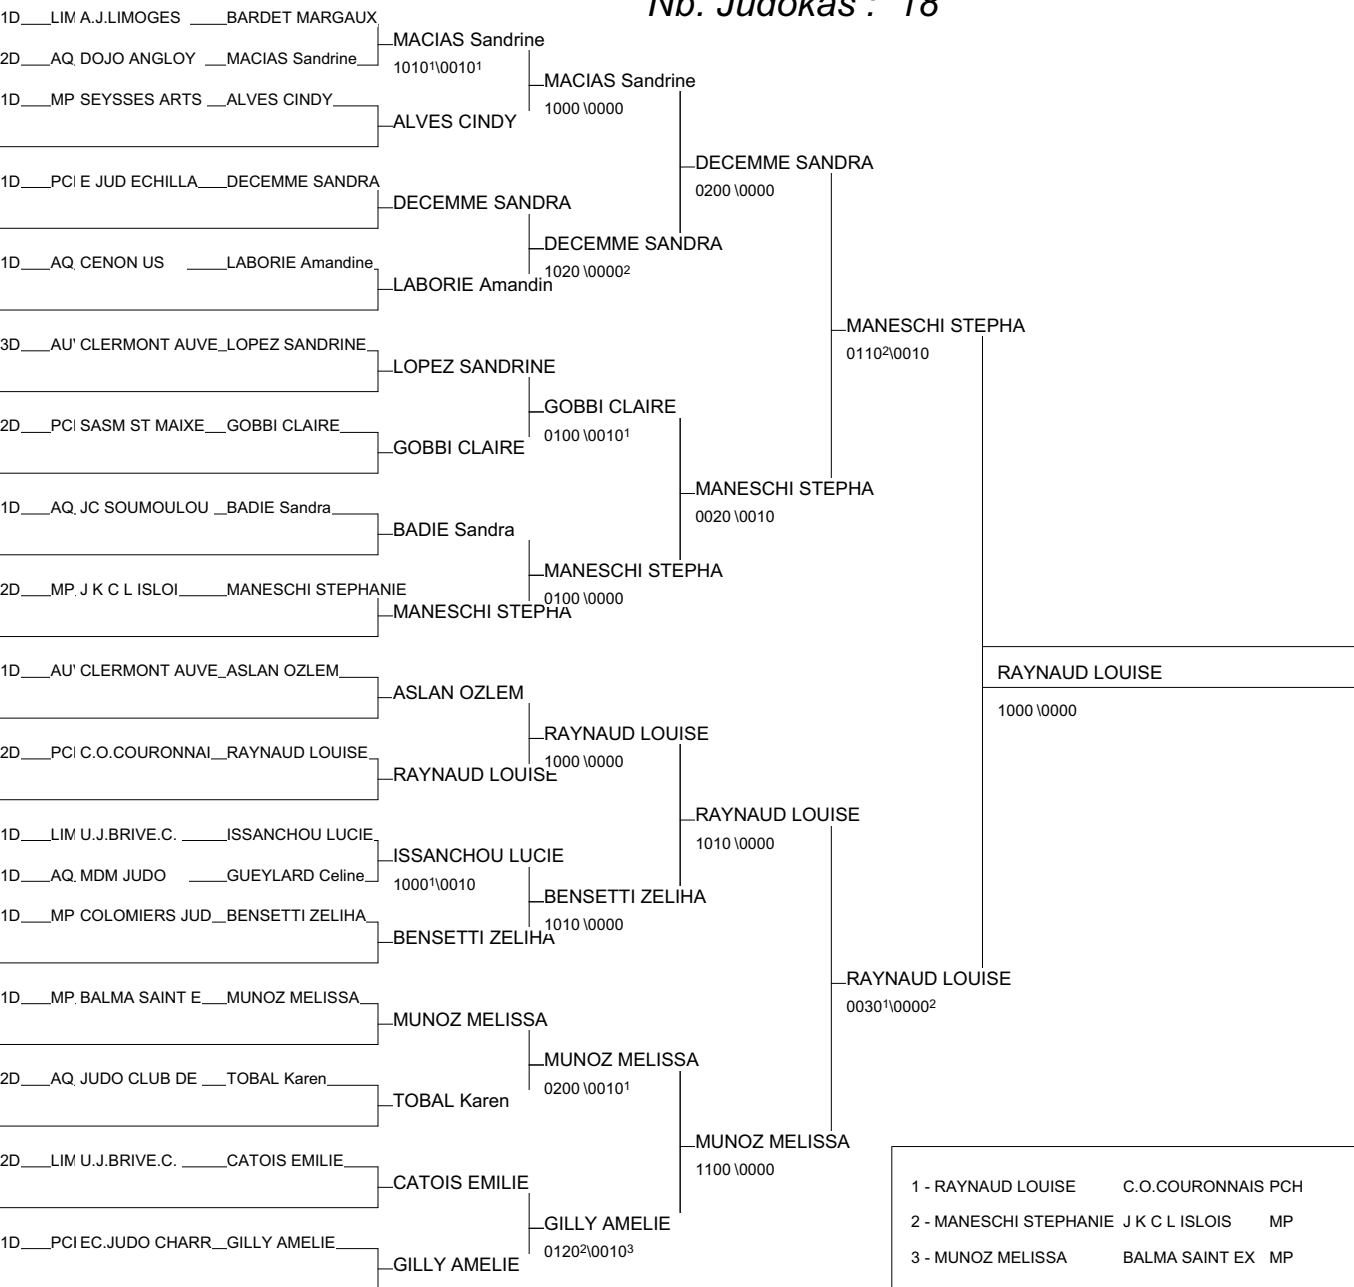 Nb. Judokas : 18
1D LIM A.J.LIMOGES BARDET MARGAUX
MACIAS Sandrine
2D AQ DOJO ANGLOY MACIAS Sandrine
1010¹\0010¹
MACIAS Sandrine
1D MP SEYSSES ARTS ALVES CINDY
1000 \0000
ALVES CINDY
DECEMME SANDRA
1D PC E JUD ECHILLA DECEMME SANDRA
0200 \0000
DECEMME SANDRA
DECEMME SANDRA
1D AQ CENON US LABORIE Amandine
1020 \0000²
LABORIE Amandin
MANESCHI STEPHA
3D AU CLERMONT AUVE LOPEZ SANDRINE
0110²\0010
LOPEZ SANDRINE
GOBBI CLAIRE
2D PC SASM ST MAIXE GOBBI CLAIRE
0100 \0010¹
GOBBI CLAIRE
MANESCHI STEPHA
1D AQ JC SOUMOULOU BADIE Sandra
0020 \0010
BADIE Sandra
MANESCHI STEPHA
2D MP J K C L ISLOI MANESCHI STEPHANIE
0100 \0000
MANESCHI STEPHA
1D AU CLERMONT AUVE ASLAN OZLEM
RAYNAUD LOUISE
ASLAN OZLEM
1000 \0000
RAYNAUD LOUISE
2D PC C.O.COURONNAI RAYNAUD LOUISE
1000 \0000
RAYNAUD LOUISE
RAYNAUD LOUISE
1D LIM U.J.BRIVE.C. ISSANCHOU LUCIE
1010 \0000
ISSANCHOU LUCIE
1D AQ MDM JUDO GUEYLARD Celine
1000¹\0010
BENSETTI ZELIHA
1D MP COLOMIERS JUD BENSETTI ZELIHA
1010 \0000
BENSETTI ZELIHA
RAYNAUD LOUISE
1D MP BALMA SAINT E MUNOZ MELISSA
0030¹\0000²
MUNOZ MELISSA
MUNOZ MELISSA
2D AQ JUDO CLUB DE TOBAL Karen
0200 \0010¹
TOBAL Karen
MUNOZ MELISSA
2D LIM U.J.BRIVE.C. CATOIS EMILIE
1100 \0000
CATOIS EMILIE
1 - RAYNAUD LOUISE C.O.COURONNAIS PCH
GILLY AMELIE
2 - MANESCHI STEPHANIE J K C L ISLOIS MP
1D PC EC.JUDO CHARR GILLY AMELIE
0120²\0010³
3 - MUNOZ MELISSA BALMA SAINT EX MP
GILLY AMELIE